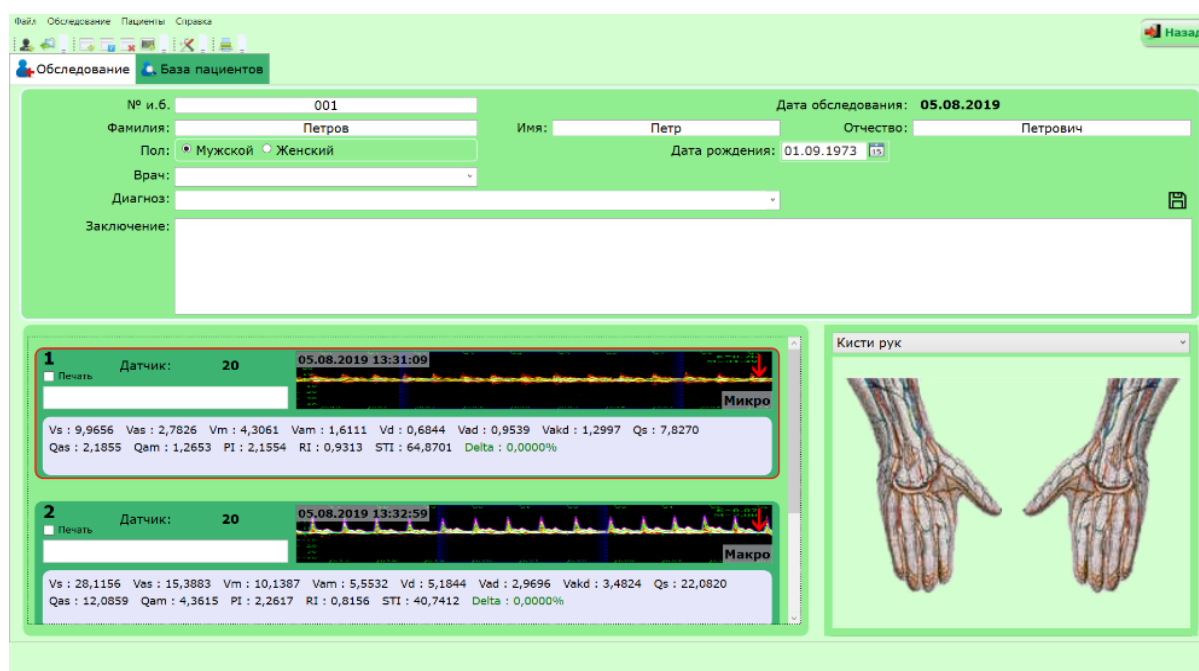 Файл Обследование Пациенты Справка
Назад
Обследование База пациентов
№ и.б. 001 Дата обследования: 05.08.2019
Фамилия: Петров Имя: Петр Отчество: Петрович
Пол: Мужской Женский Дата рождения: 01.09.1973 15
Врач:
Диагноз:
Заключение:
1 Датчик: 20 05.08.2019 13:31:09
Печать
Микро
Vs : 9,9656 Vas : 2,7826 Vm : 4,3061 Vam : 1,6111 Vd : 0,6844 Vad : 0,9539 Vakd : 1,2997 Qs : 7,8270
Qas : 2,1855 Qam : 1,2653 PI : 2,1554 RI : 0,9313 STI : 64,8701 Delta : 0,0000%
2 Датчик: 20 05.08.2019 13:32:59
Печать
Макро
Vs : 28,1156 Vas : 15,3883 Vm : 10,1387 Vam : 5,5532 Vd : 5,1844 Vad : 2,9696 Vakd : 3,4824 Qs : 22,0820
Qas : 12,0859 Qam : 4,3615 PI : 2,2617 RI : 0,8156 STI : 40,7412 Delta : 0,0000%
Кисти рук